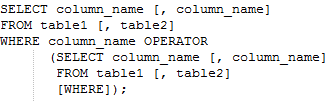 SELECT column_name [, column_name]
FROM table1 [, table2]
WHERE column_name OPERATOR
(SELECT column_name [, column_name]
FROM table1 [, table2]
[WHERE]);